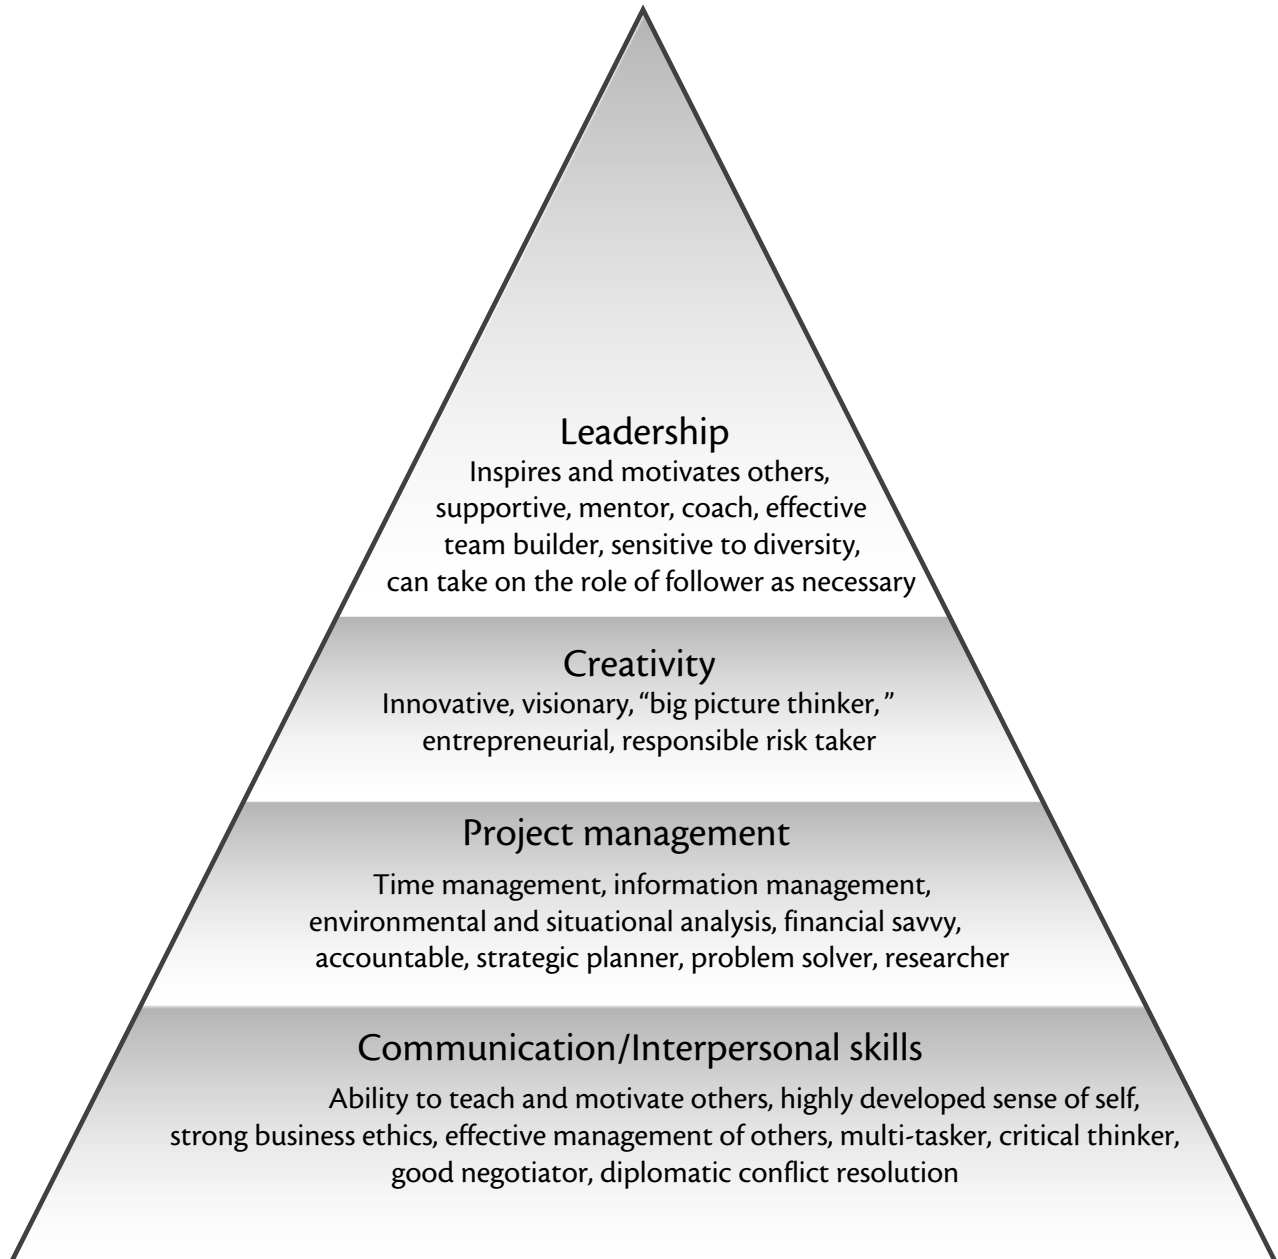 Leadership
Inspires and motivates others,
supportive, mentor, coach, effective
team builder, sensitive to diversity,
can take on the role of follower as necessary
Creativity
Innovative, visionary, “big picture thinker, ”
entrepreneurial, responsible risk taker
Project management
Time management, information management,
environmental and situational analysis, financial savvy,
accountable, strategic planner, problem solver, researcher
Communication/Interpersonal skills
Ability to teach and motivate others, highly developed sense of self,
strong business ethics, effective management of others, multi-tasker, critical thinker,
good negotiator, diplomatic conflict resolution